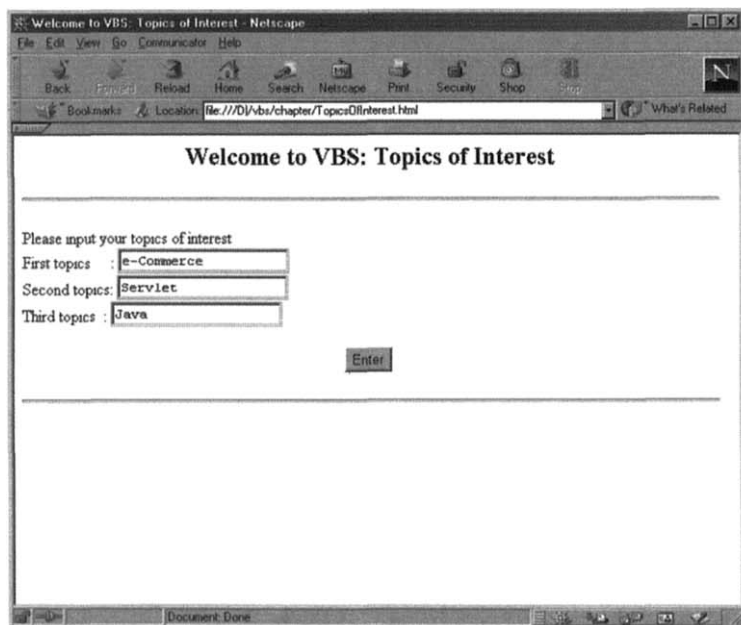 Welcome to VBS: Topics of Interest - Netscape
File Edit View Go Communicator Help
Back Forward Reload Home Search Netscape Print Security Shop Stop
Bookmarks Location: file:///D|/vbs/chapter/TopicsOfInterest.html What's Related
Welcome to VBS: Topics of Interest
Please input your topics of interest
First topics : e-Commerce
Second topics: Servlet
Third topics : Java
Enter
Document: Done